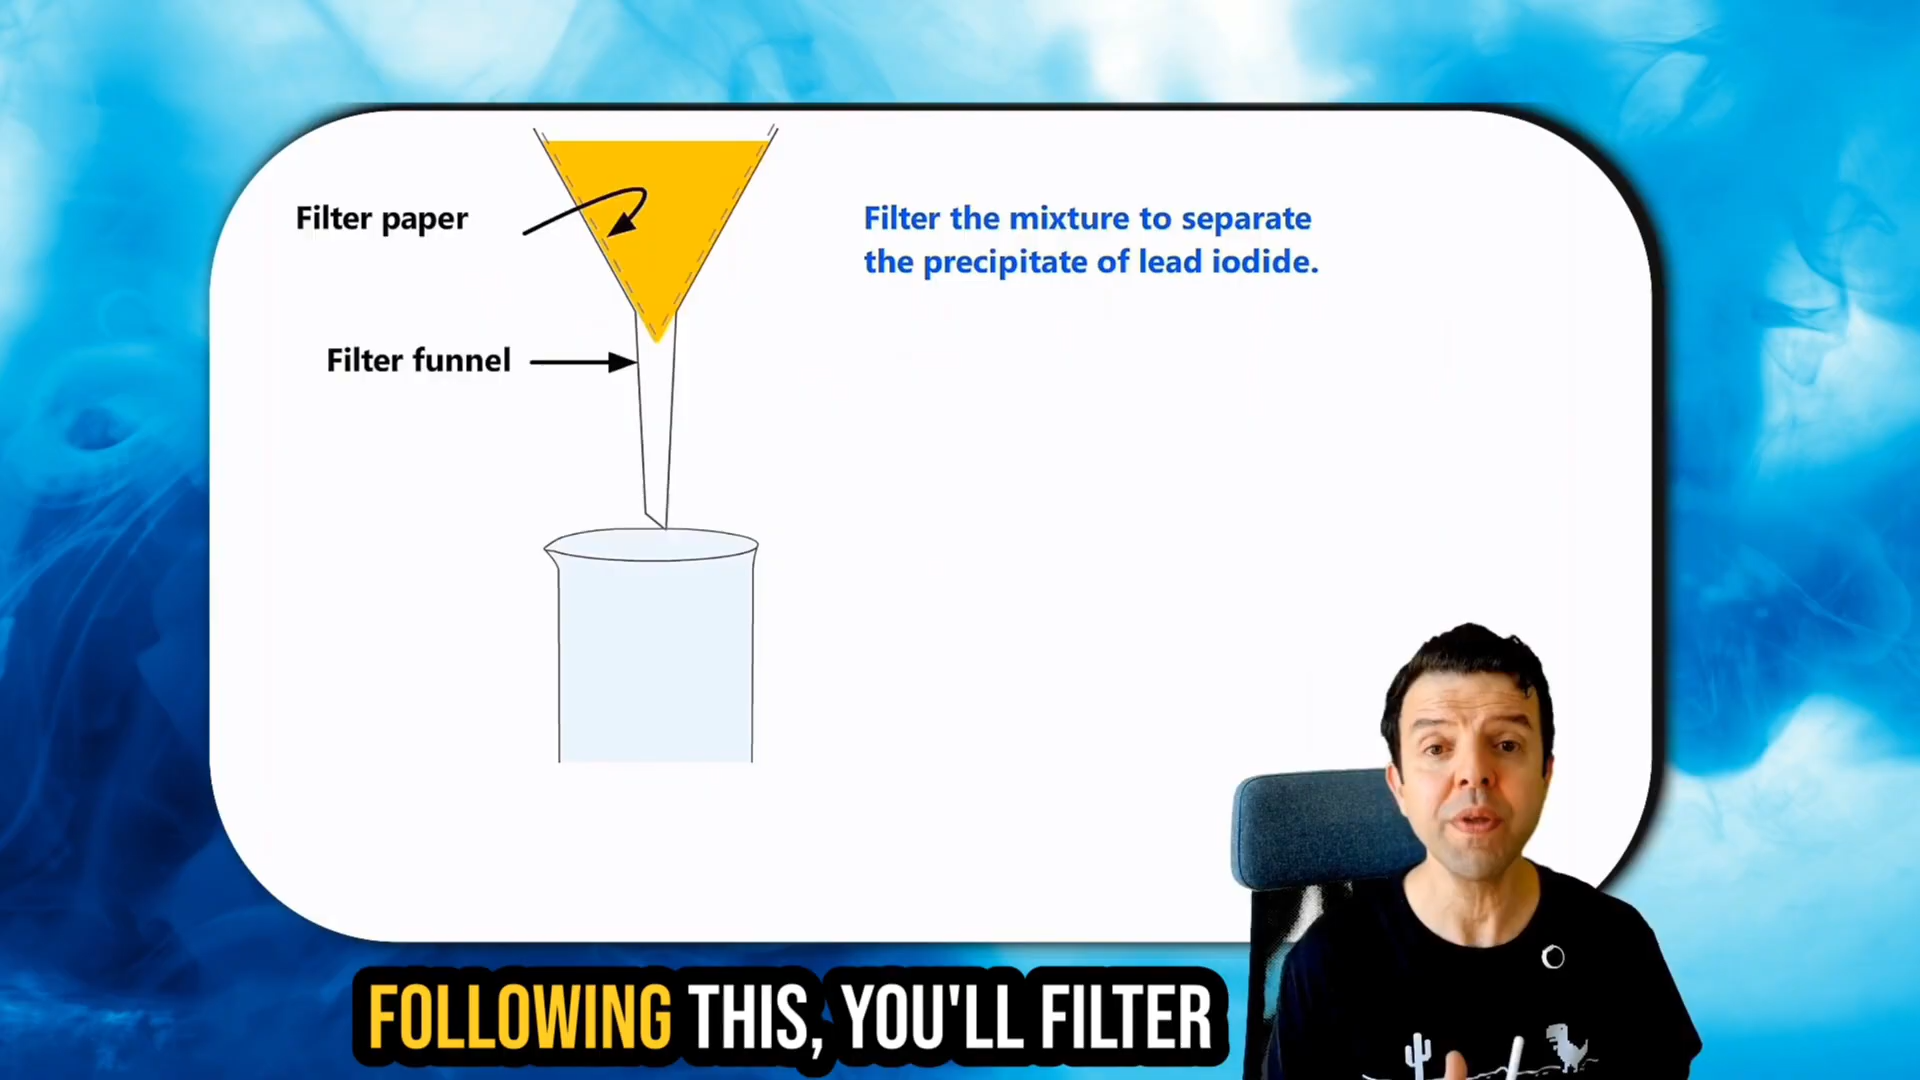 Filter paper
Filter the mixture to separate
the precipitate of lead iodide.
Filter funnel
FOLLOWING THIS, YOU'LL FILTER